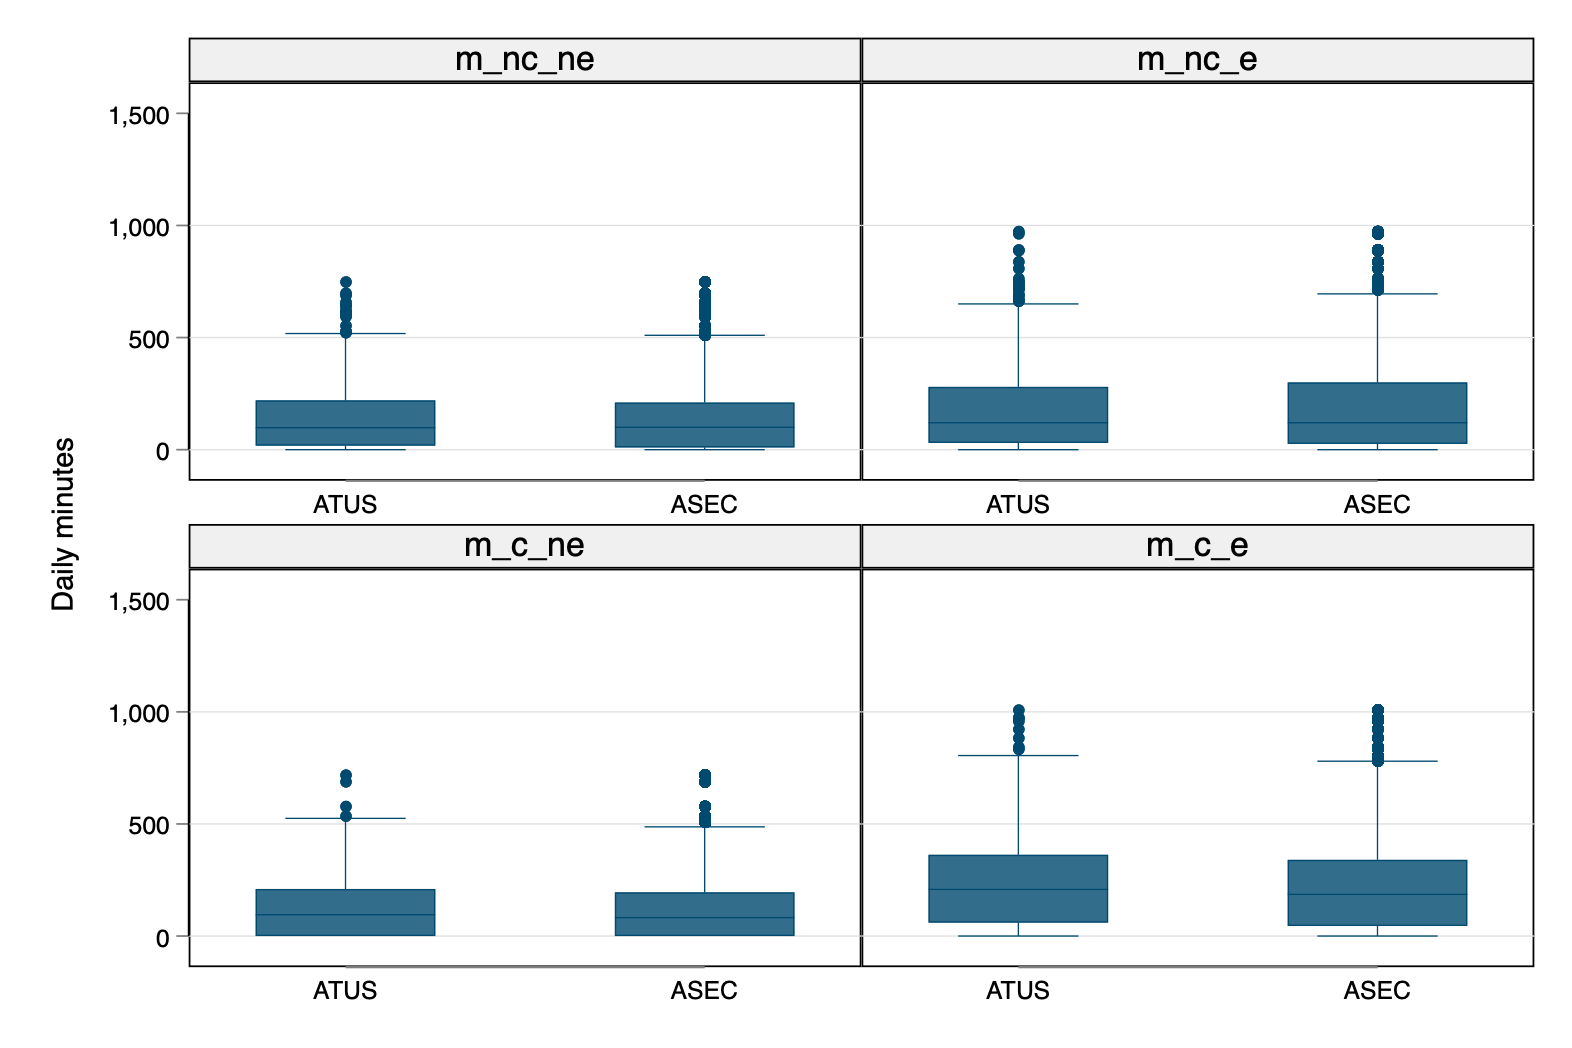 m_nc_ne
m_nc_e
1,500
1,000
500
0
ATUS
ASEC
ATUS
ASEC
Daily minutes
m_c_ne
m_c_e
1,500
1,000
500
0
ATUS
ASEC
ATUS
ASEC